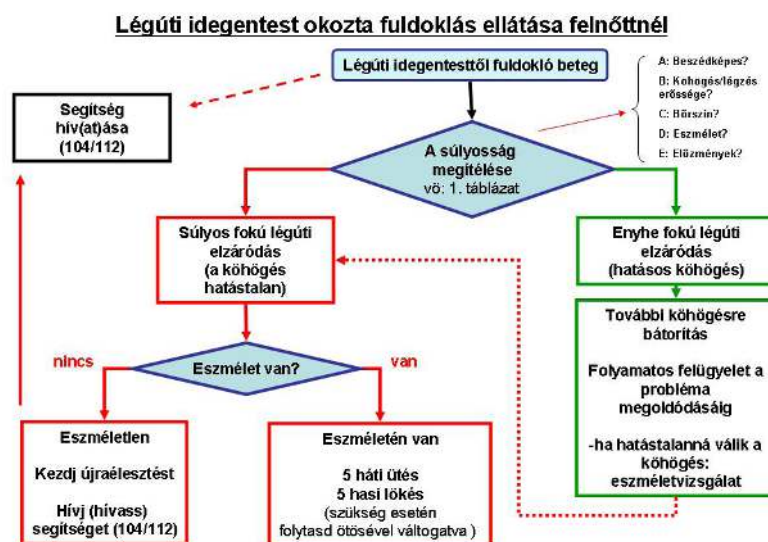 Légúti idegentest okozta fuldoklás ellátása felnőttnél
Légúti idegentesttől fuldokló beteg
A: Beszédképes?
B: Kohogés/légzés
erőssége?
C: Bőrszín?
D: Eszmélet?
E: Előzmények?
Segítség
hív(at)ása
(104/112)
A súlyosság
megítélése
vö: 1. táblázat
Súlyos fokú légúti
elzáródás
(a köhögés
hatástalan)
Enyhe fokú légúti
elzáródás
(hatásos köhögés)
További köhögésre
bátorítás
Folyamatos felügyelet a
probléma
megoldódásáig
-ha hatástalanná válik a
köhögés:
eszméletvizsgálat
nincs
Eszmélet van?
van
Eszméletlen
Kezdj újraélesztést
Hívj (hívass)
segítséget (104/112)
Eszméletén van
5 háti ütés
5 hasi lökés
(szükség esetén
folytasd ötösével váltogatva )